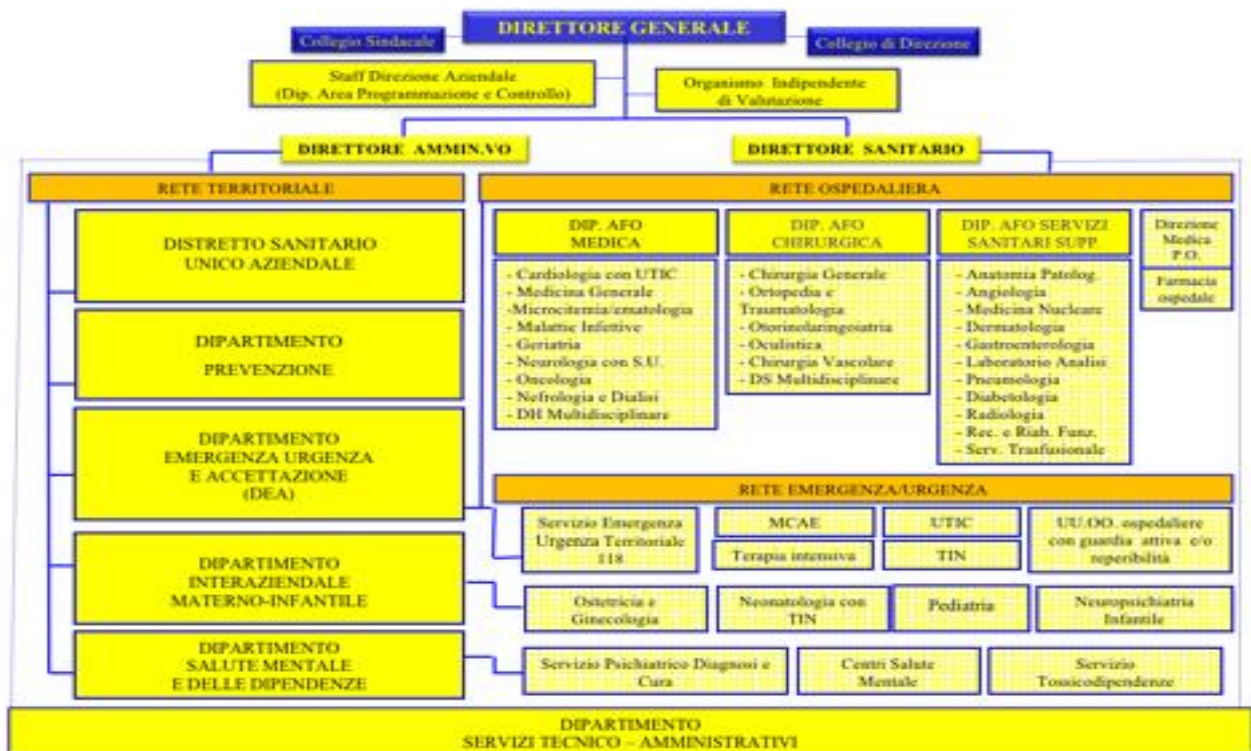 DIRETTORE GENERALE
Collegio Sindacale
Collegio di Direzione
Staff Direzione Aziendale
(Dip. Area Programmazione e Controllo)
Organismo Indipendente
di Valutazione
DIRETTORE AMMIN.VO
DIRETTORE SANITARIO
RETE TERRITORIALE
DISTRETTO SANITARIO
UNICO AZIENDALE
DIPARTIMENTO
PREVENZIONE
DIPARTIMENTO
EMERGENZA URGENZA
E ACCETTAZIONE
(DEA)
DIPARTIMENTO
INTERAZIENDALE
MATERNO-INFANTILE
DIPARTIMENTO
SALUTE MENTALE
E DELLE DIPENDENZE
RETE OSPEDALIERA
DIP. AFO
MEDICA
- Cardiologia con UTIC
- Medicina Generale
-Microcitemia/ematologia
- Malattie Infettive
- Geriatria
- Neurologia con S.U.
- Oncologia
- Nefrologia e Dialisi
- DH Multidisciplinare
DIP. AFO
CHIRURGICA
- Chirurgia Generale
- Ortopedia e
Traumatologia
- Otorinolaringoiatria
- Oculistica
- Chirurgia Vascolare
- DS Multidisciplinare
DIP. AFO SERVIZI
SANITARI SUPP.
- Anatomia Patolog.
- Angiologia
- Medicina Nucleare
- Dermatologia
- Gastroenterologia
- Laboratorio Analisi
- Pneumologia
- Diabetologia
- Radiologia
- Rec. e Riab. Funz.
- Serv. Trasfusionale
Direzione
Medica
P.O.
Farmacia
ospedale
RETE EMERGENZA/URGENZA
Servizio Emergenza
Urgenza Territoriale
118
MCAE
Terapia intensiva
UTIC
TIN
UU.OO. ospedaliere
con guardia attiva e/o
reperibilità
Ostetricia e
Ginecologia
Neonatologia con
TIN
Pediatria
Neuropsichiatria
Infantile
Servizio Psichiatrico Diagnosi e
Cura
Centri Salute
Mentale
Servizio
Tossicodipendenze
DIPARTIMENTO
SERVIZI TECNICO – AMMINISTRATIVI